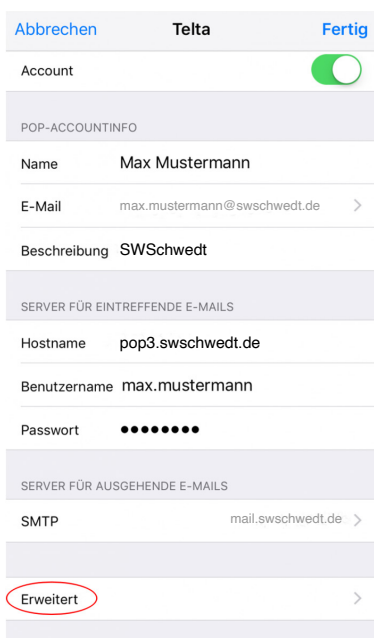 Abbrechen Telta Fertig
Account
POP-ACCOUNTINFO
Name Max Mustermann
E-Mail max.mustermann@swschwedt.de
Beschreibung SWSchwedt
SERVER FÜR EINTREFFENDE E-MAILS
Hostname pop3.swschwedt.de
Benutzername max.mustermann
Passwort ●●●●●●●●
SERVER FÜR AUSGEHENDE E-MAILS
SMTP mail.swschwedt.de
Erweitert